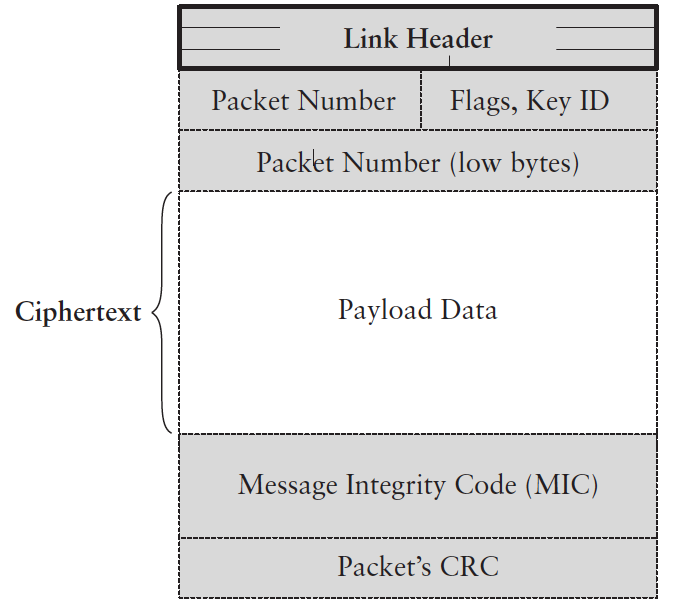 Link Header
Packet Number
Flags, Key ID
Packet Number (low bytes)
Ciphertext
Payload Data
Message Integrity Code (MIC)
Packet’s CRC